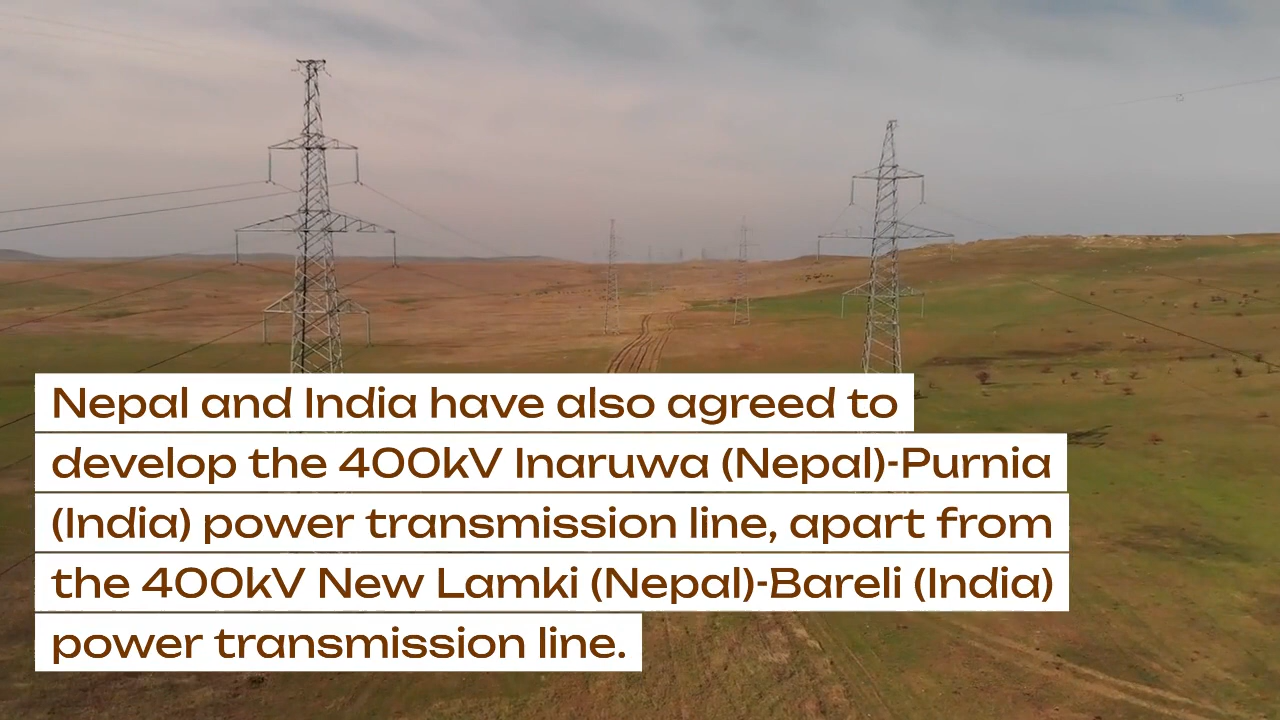 Nepal and India have also agreed to
develop the 400kV Inaruwa (Nepal)-Purnia
(India) power transmission line, apart from
the 400kV New Lamki (Nepal)-Bareli (India)
power transmission line.